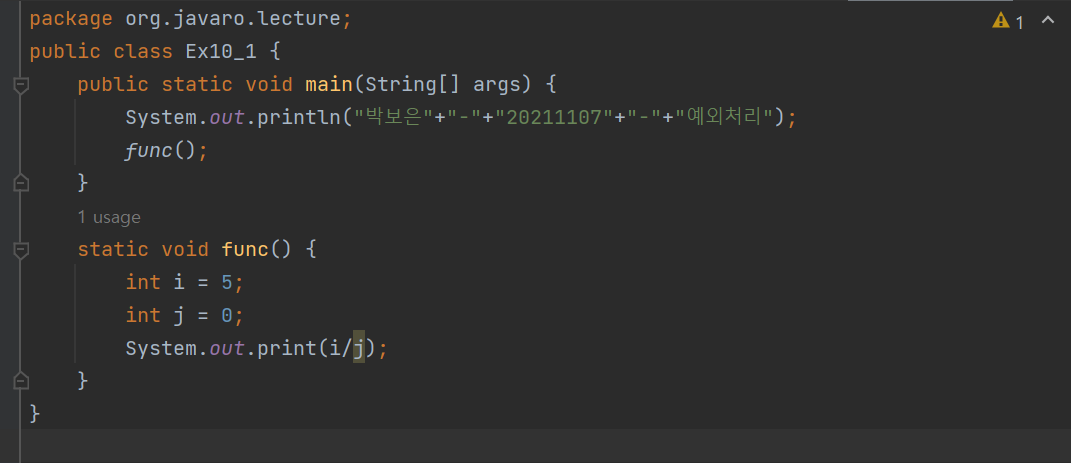 package org.javaro.lecture;
1
public class Ex10_1 {
public static void main(String[] args) {
System.out.println("박보은"+"-"+"20211107"+"-"+"예외처리");
func();
}
1 usage
static void func() {
int i = 5;
int j = 0;
System.out.print(i/j);
}
}